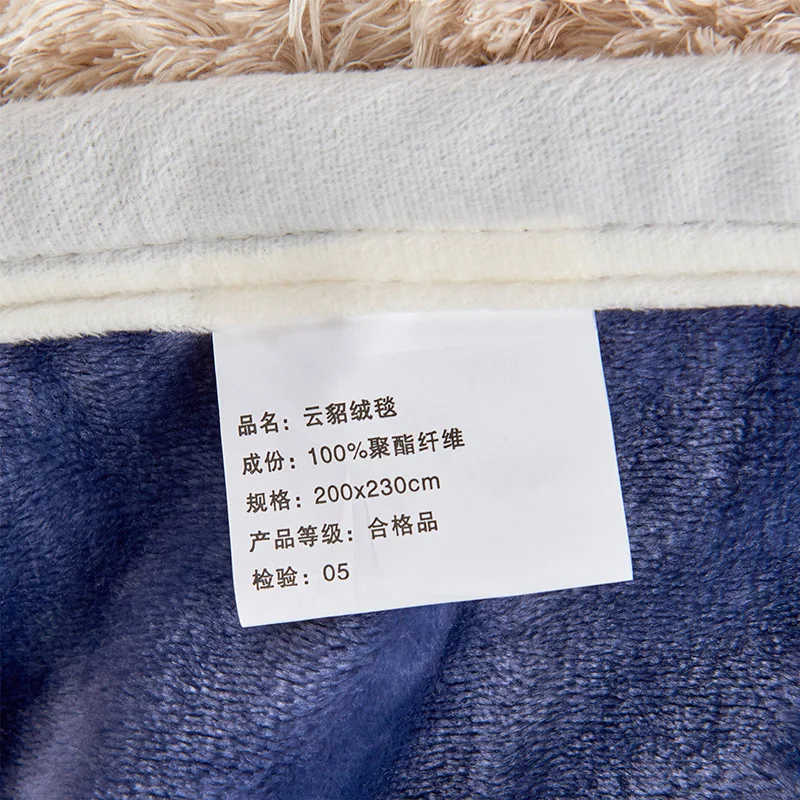 品名：云貂绒毯
成份：100%聚酯纤维
规格：200x230cm
产品等级：合格品
检验：05